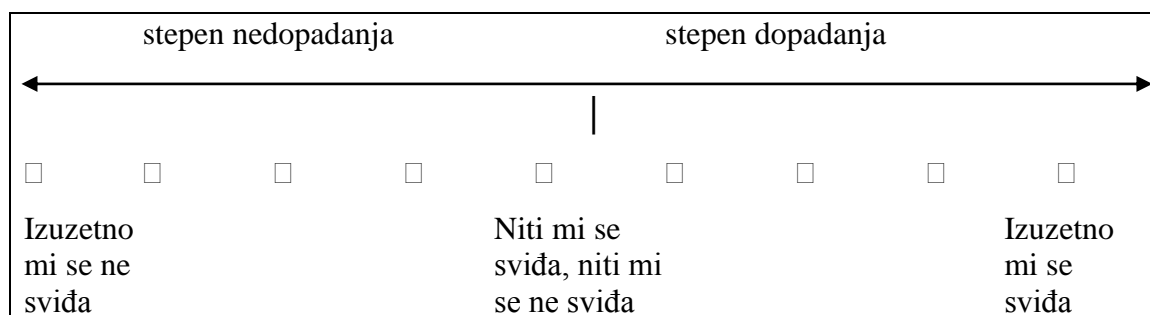 stepen nedopadanja stepen dopadanja
Izuzetno mi se ne sviđa
Niti mi se sviđa, niti mi se ne sviđa
Izuzetno mi se sviđa